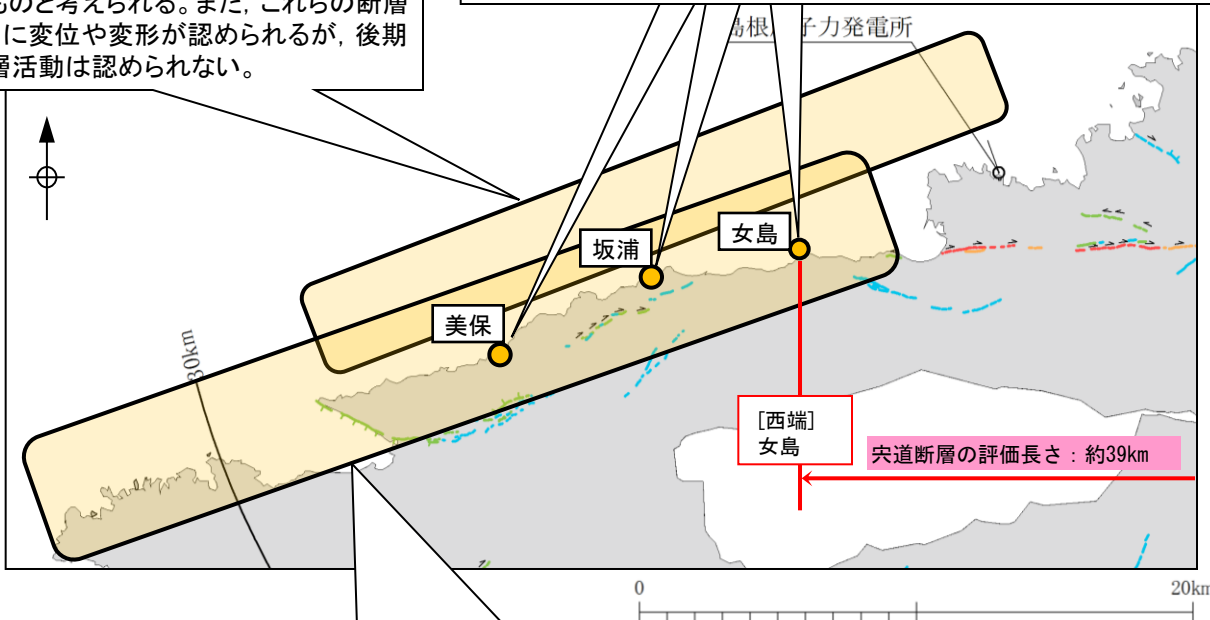 ものと考えられる。また，これらの断層
に変位や変形が認められるが，後期
層活動は認められない。
島根 子力発電所
女島
坂浦
美保
30km
[西端]
女島
宍道断層の評価長さ：約39km
0
20km